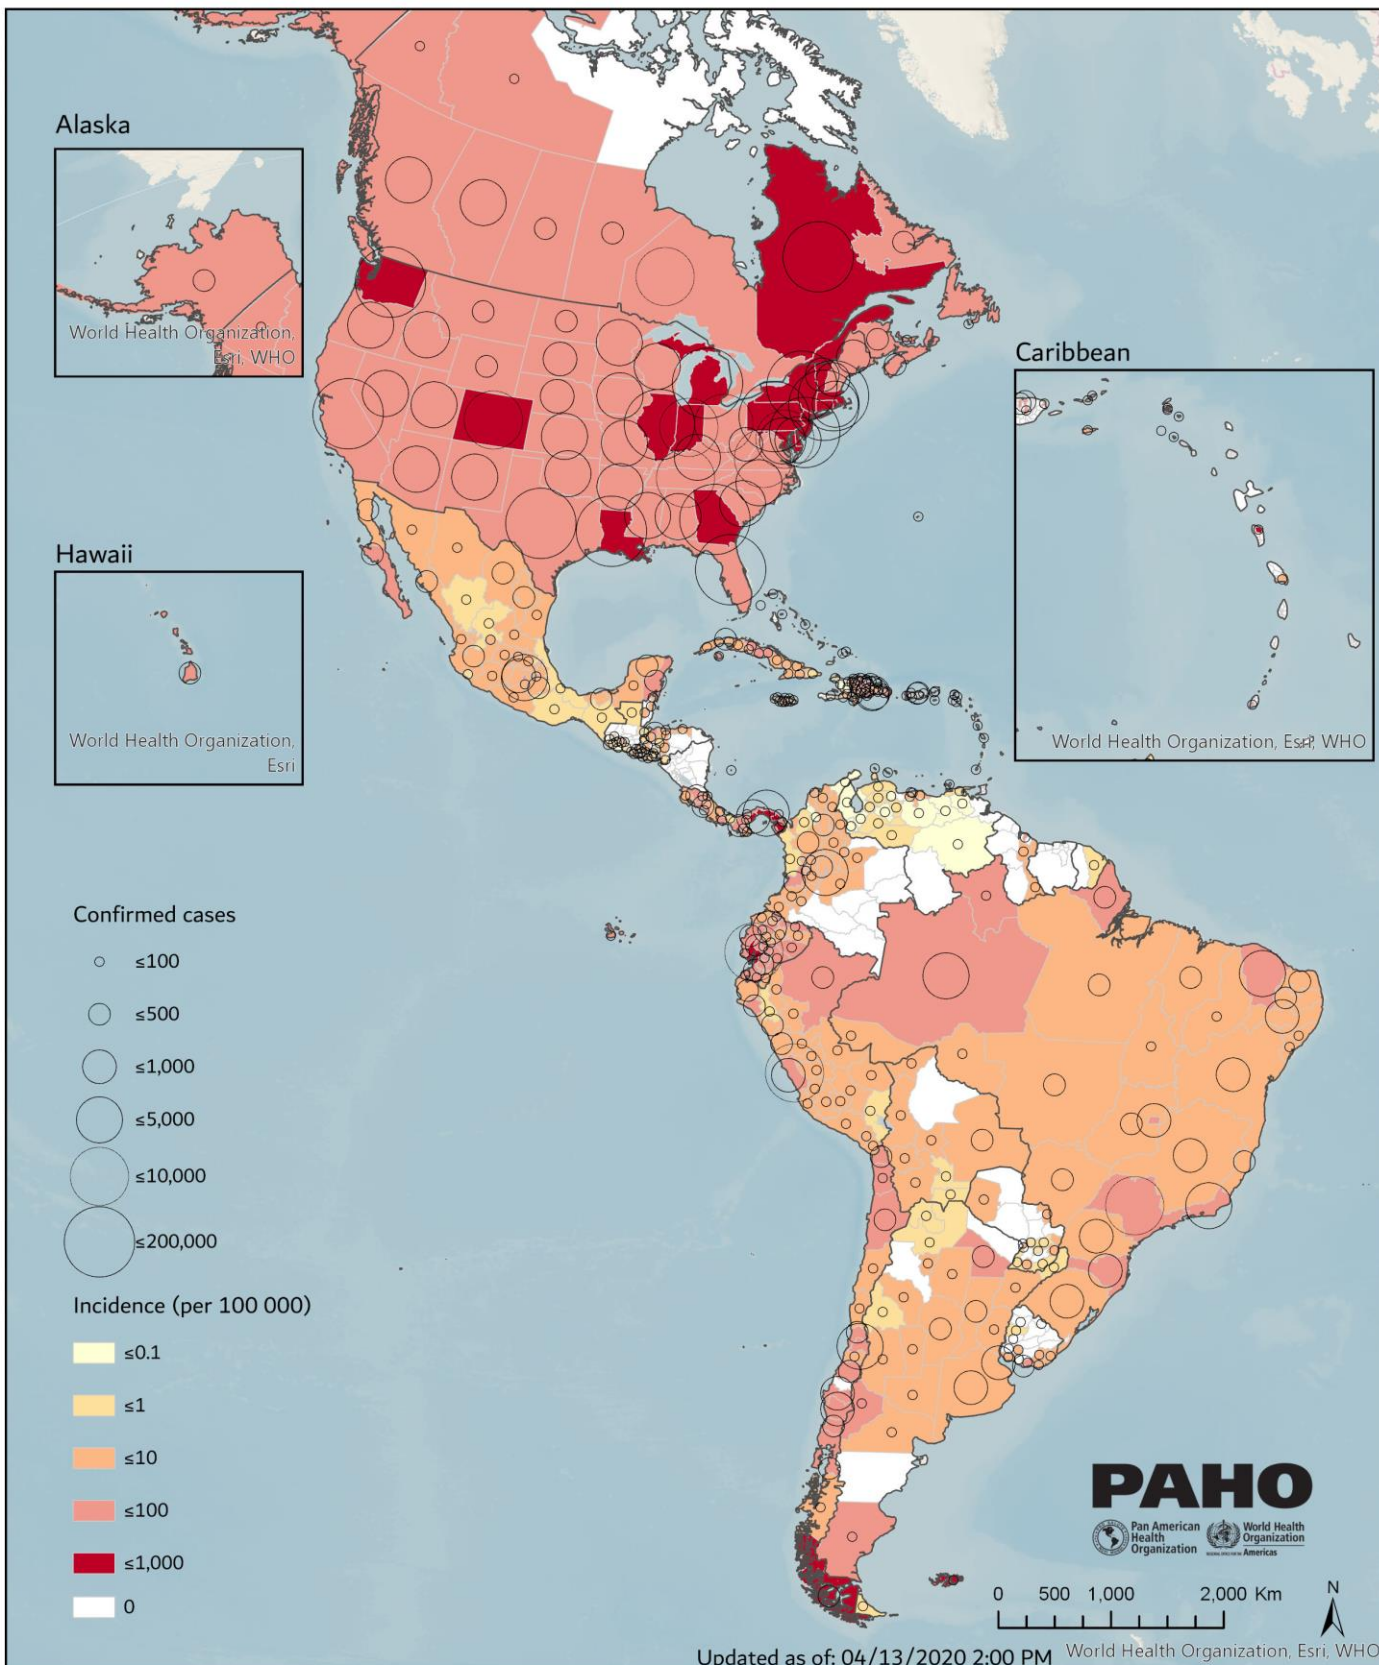 Alaska
World Health Organization,
Esri, WHO
Caribbean
World Health Organization, Esri, WHO
Hawaii
World Health Organization,
Esri
Confirmed cases
≤100
≤500
≤1,000
≤5,000
≤10,000
≤200,000
Incidence (per 100 000)
≤0.1
≤1
≤10
≤100
≤1,000
0
PAHO
Pan American
Health
Organization
World Health
Organization
Americas
0 500 1,000 2,000 Km
N
Updated as of: 04/13/2020 2:00 PM
World Health Organization, Esri, WHO